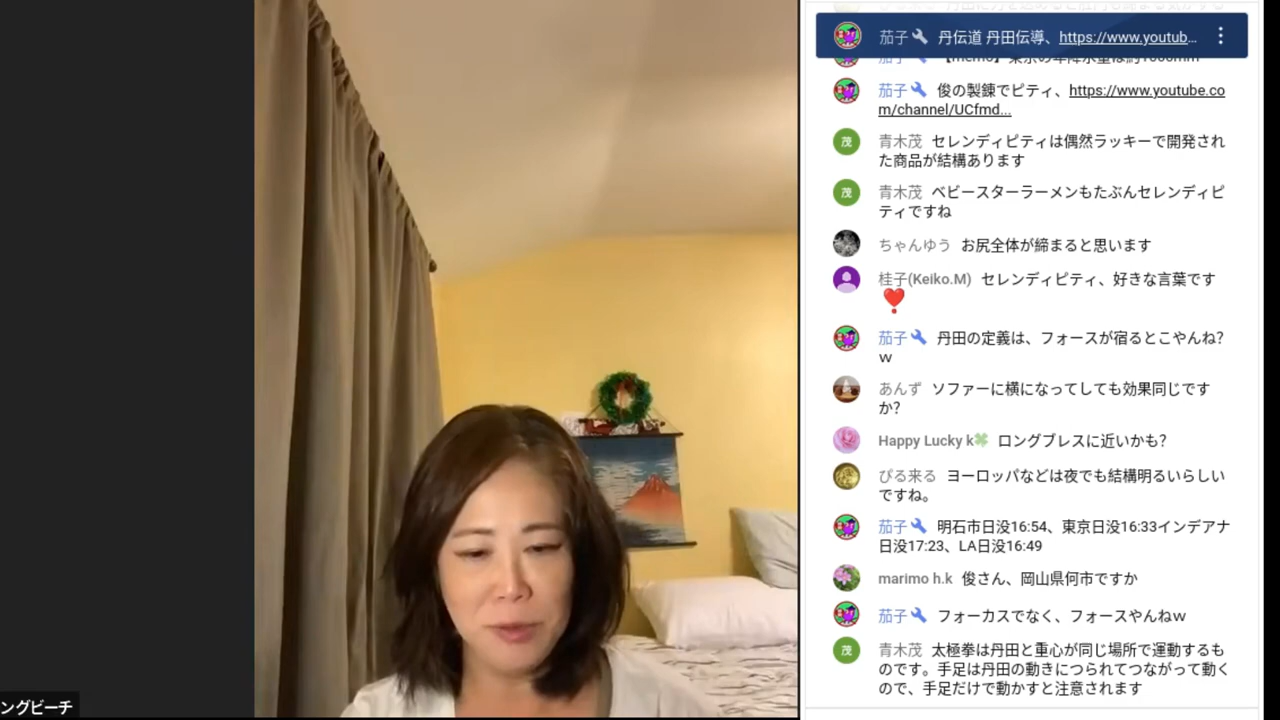 茄子 丹伝道 丹田伝導、https://www.youtub...
茄子 俊の製錬でピティ、https://www.youtube.co
m/channel/UCfmd...
青木茂 セレンディピティは偶然ラッキーで開発され
た商品が結構あります
青木茂 ベビースターラーメンもたぶんセレンディピ
ティですね
ちゃんゆう お尻全体が締まると思います
桂子(Keiko.M) セレンディピティ、好きな言葉です
❣️
茄子 丹田の定義は、フォースが宿るとこやんね?
w
あんず ソファーに横になってしても効果同じです
か?
Happy Lucky k🍀 ロングブレスに近いかも?
ぴる来る ヨーロッパなどは夜でも結構明るいらしい
ですね。
茄子 明石市日没16:54、東京日没16:33インデアナ
日没17:23、LA日没16:49
marimo h.k 俊さん、岡山県何市ですか
茄子 フォーカスでなく、フォースやんねw
青木茂 太極拳は丹田と重心が同じ場所で運動するも
のです。手足は丹田の動きにつられてつながって動く
ので、手足だけで動かすと注意されます
ングビーチ